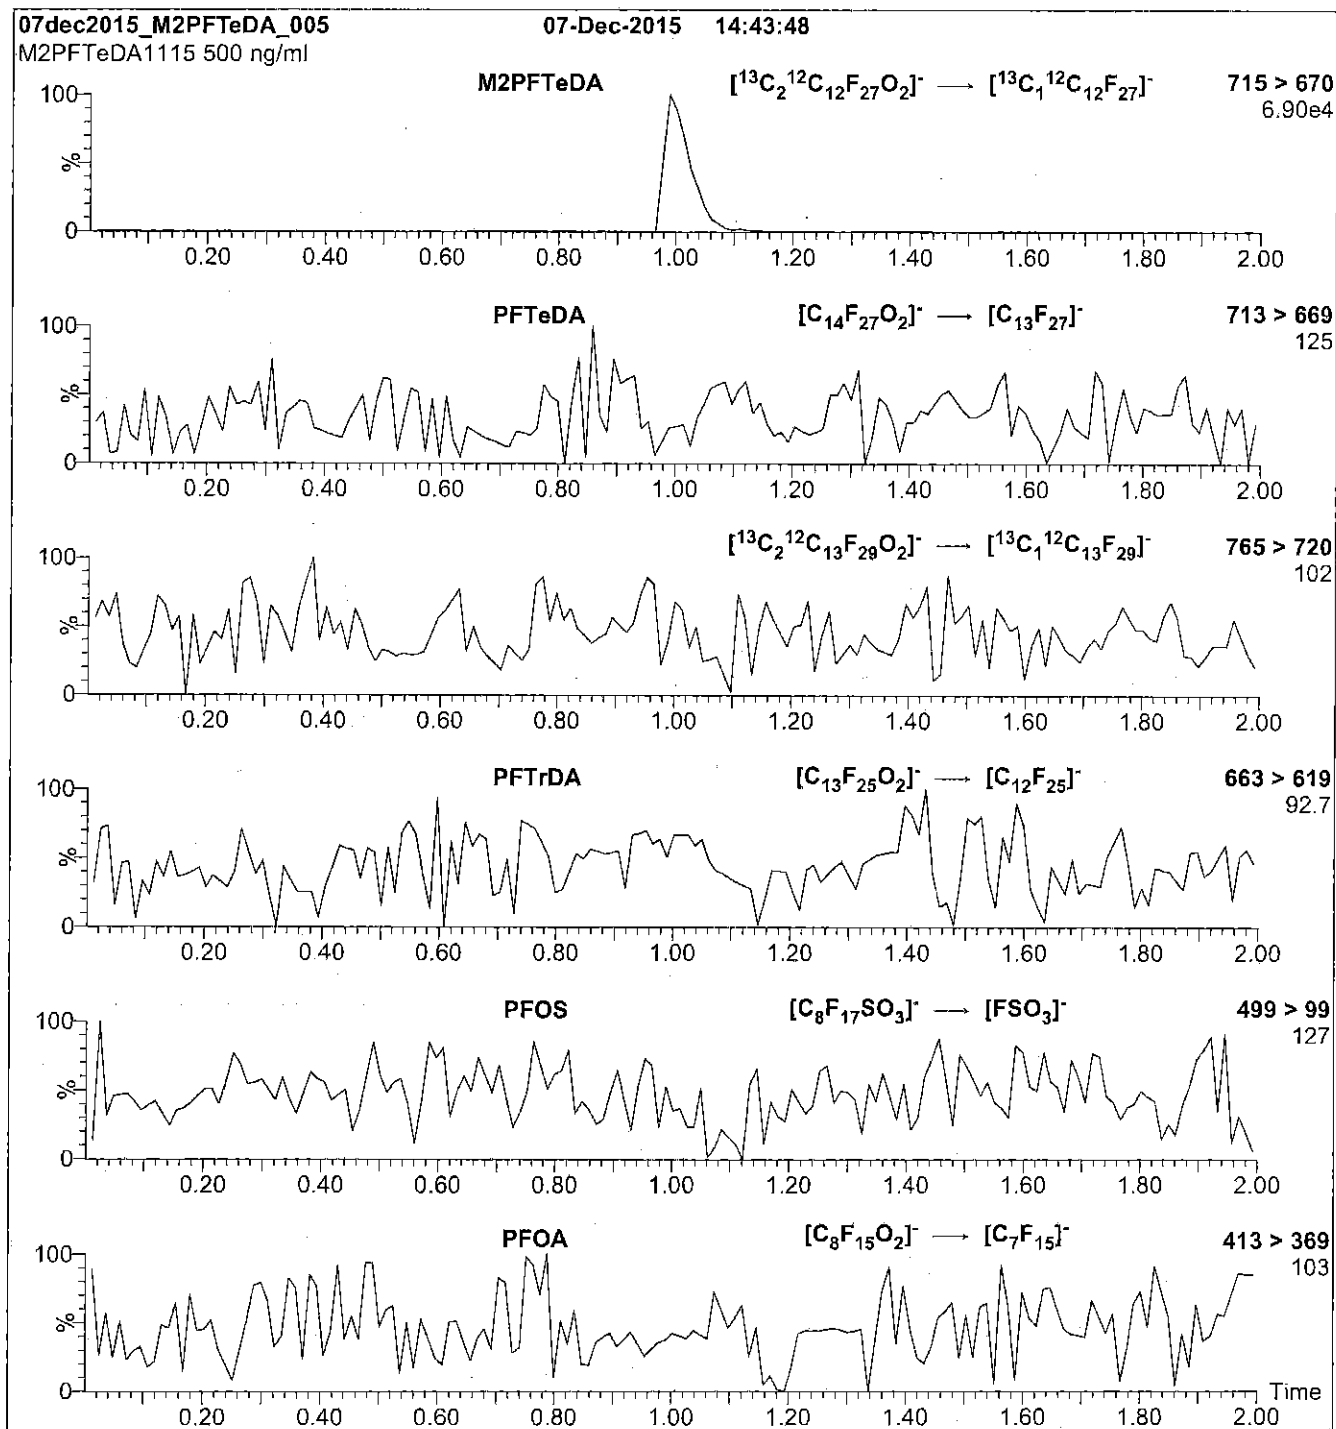 07dec2015_M2PFTeDA_005 07-Dec-2015 14:43:48
M2PFTeDA1115 500 ng/ml
M2PFTeDA [¹³C₂¹²C₁₂F₂₇O₂]⁻ → [¹³C₁¹²C₁₂F₂₇]⁻ 715 > 670
6.90e4
100
%
0
0.20 0.40 0.60 0.80 1.00 1.20 1.40 1.60 1.80 2.00
PFTeDA [C₁₄F₂₇O₂]⁻ → [C₁₃F₂₇]⁻ 713 > 669
125
100
%
0
0.20 0.40 0.60 0.80 1.00 1.20 1.40 1.60 1.80 2.00
[¹³C₂¹²C₁₃F₂₉O₂]⁻ → [¹³C₁¹²C₁₃F₂₉]⁻ 765 > 720
102
100
%
0
0.20 0.40 0.60 0.80 1.00 1.20 1.40 1.60 1.80 2.00
PFTrDA [C₁₃F₂₅O₂]⁻ → [C₁₂F₂₅]⁻ 663 > 619
92.7
100
%
0
0.20 0.40 0.60 0.80 1.00 1.20 1.40 1.60 1.80 2.00
PFOS [C₈F₁₇SO₃]⁻ → [FSO₃]⁻ 499 > 99
127
100
%
0
0.20 0.40 0.60 0.80 1.00 1.20 1.40 1.60 1.80 2.00
PFOA [C₈F₁₅O₂]⁻ → [C₇F₁₅]⁻ 413 > 369
103
100
%
0
Time
0.20 0.40 0.60 0.80 1.00 1.20 1.40 1.60 1.80 2.00